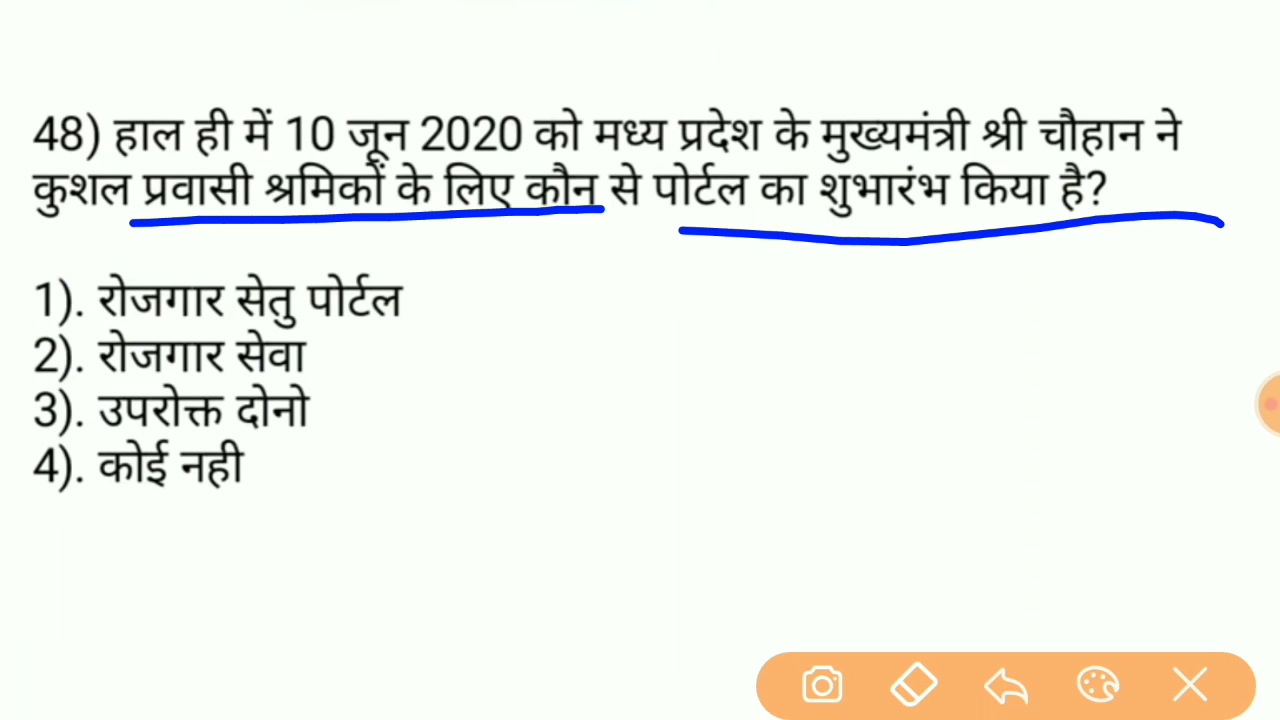 48) हाल ही में 10 जून 2020 को मध्य प्रदेश के मुख्यमंत्री श्री चौहान ने
कुशल प्रवासी श्रमिकों के लिए कौन से पोर्टल का शुभारंभ किया है?
1). रोजगार सेतु पोर्टल
2). रोजगार सेवा
3). उपरोक्त दोनो
4). कोई नही